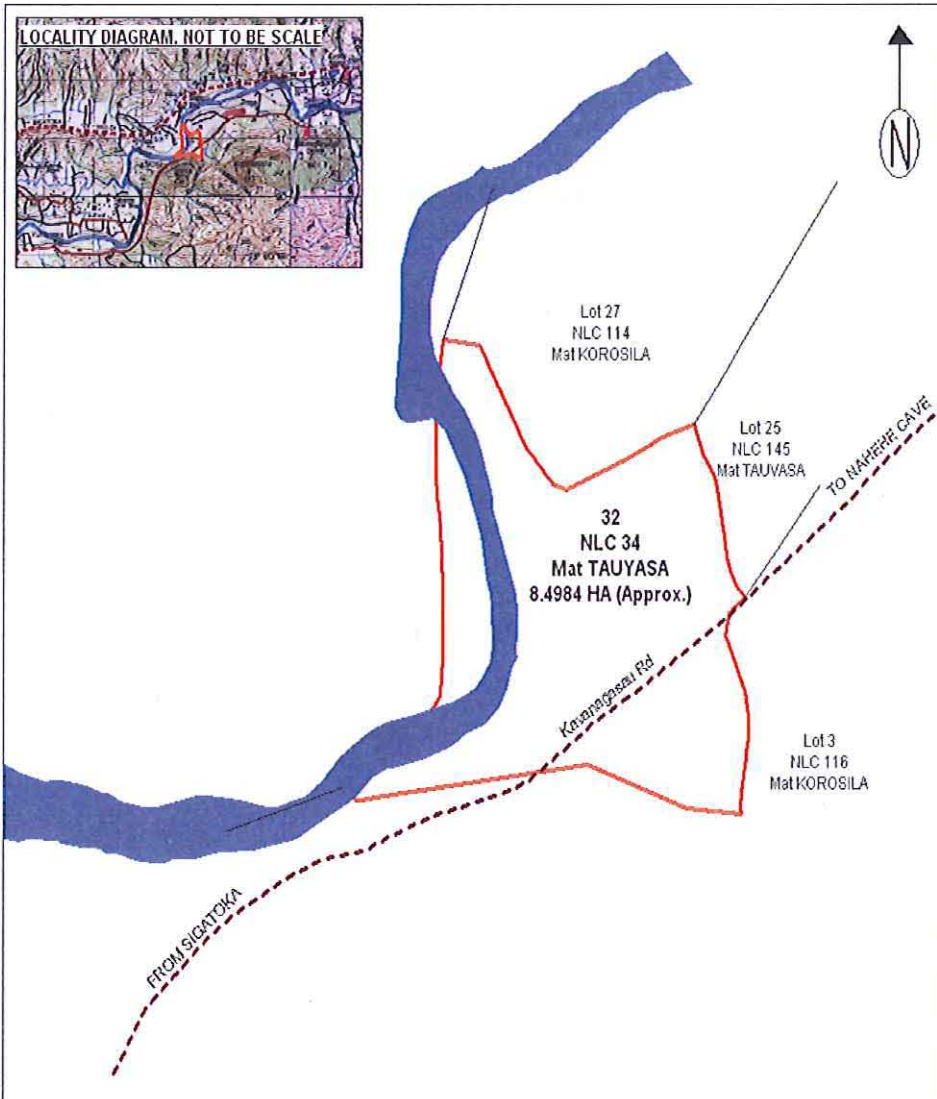 LOCALITY DIAGRAM. NOT TO BE SCALE
N
Lot 27
NLC 114
Mat KOROSILA
Lot 25
NLC 145
Mat TAUVASA
TO NAHEHE CAVE
32
NLC 34
Mat TAUYASA
8.4984 HA (Approx.)
Kavanagasau Rd
Lot 3
NLC 116
Mat KOROSILA
FROM SIGATOKA